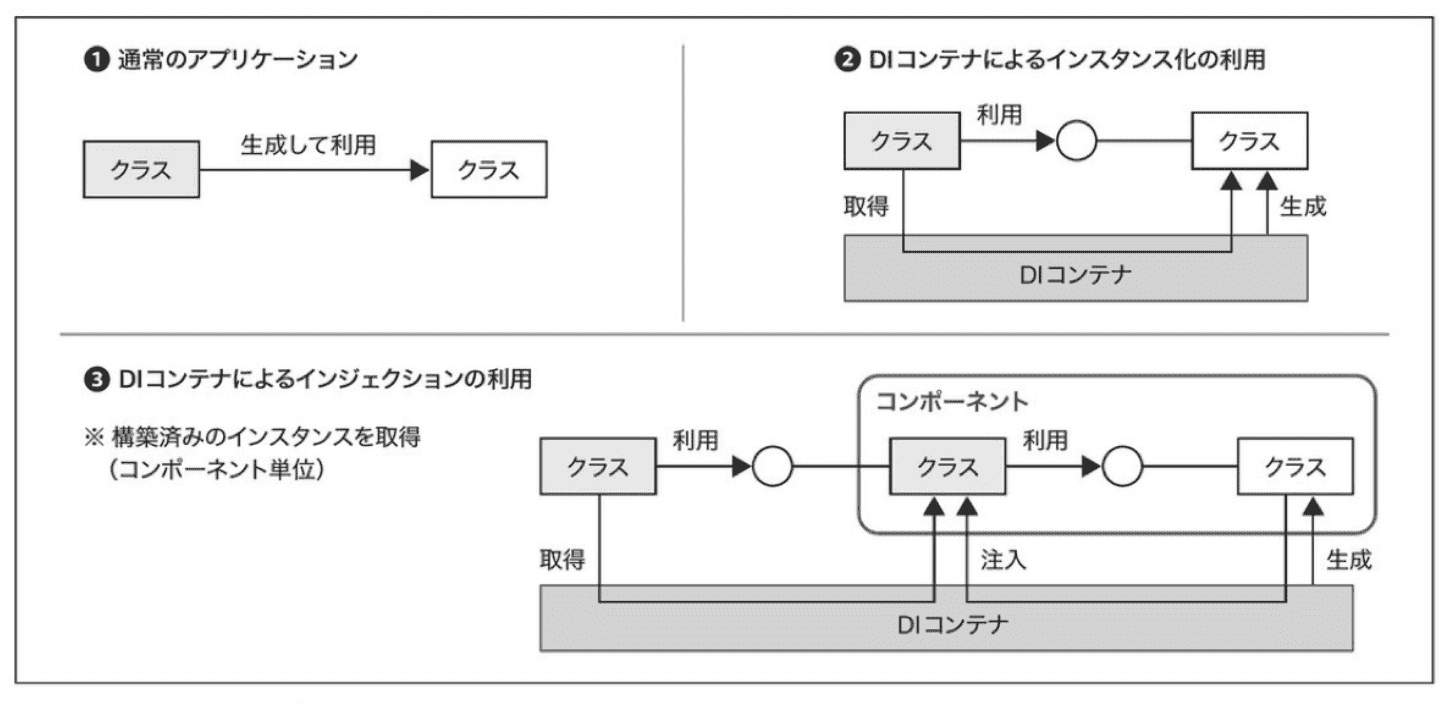 ❶ 通常のアプリケーション
クラス
生成して利用
クラス
❷ DIコンテナによるインスタンス化の利用
クラス
利用
クラス
取得
生成
DIコンテナ
❸ DIコンテナによるインジェクションの利用
※ 構築済みのインスタンスを取得
（コンポーネント単位）
コンポーネント
クラス
利用
クラス
利用
クラス
取得
注入
生成
DIコンテナ